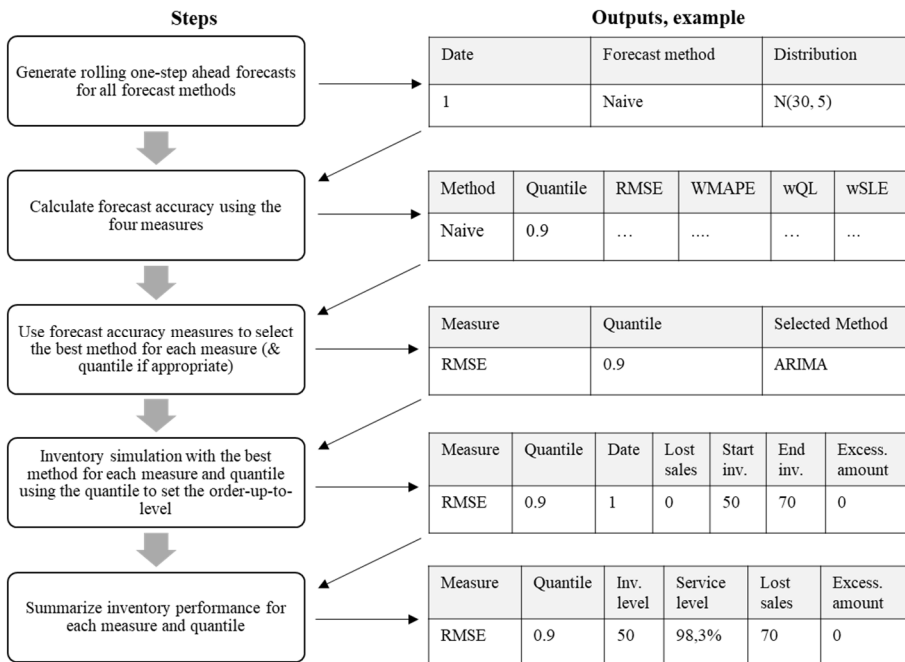 Steps
Outputs, example
Generate rolling one-step ahead forecasts
for all forecast methods
Date Forecast method Distribution
1 Naive N(30, 5)
Calculate forecast accuracy using the
four measures
Method Quantile RMSE WMAPE wQL wSLE
Naive 0.9 … .... … ...
Use forecast accuracy measures to select
the best method for each measure (&
quantile if appropriate)
Measure Quantile Selected Method
RMSE 0.9 ARIMA
Inventory simulation with the best
method for each measure and quantile
using the quantile to set the order-up-to-
level
Measure Quantile Date Lost
sales Start
inv. End
inv. Excess.
amount
RMSE 0.9 1 0 50 70 0
Summarize inventory performance for
each measure and quantile
Measure Quantile Inv.
level Service
level Lost
sales Excess.
amount
RMSE 0.9 50 98,3% 70 0